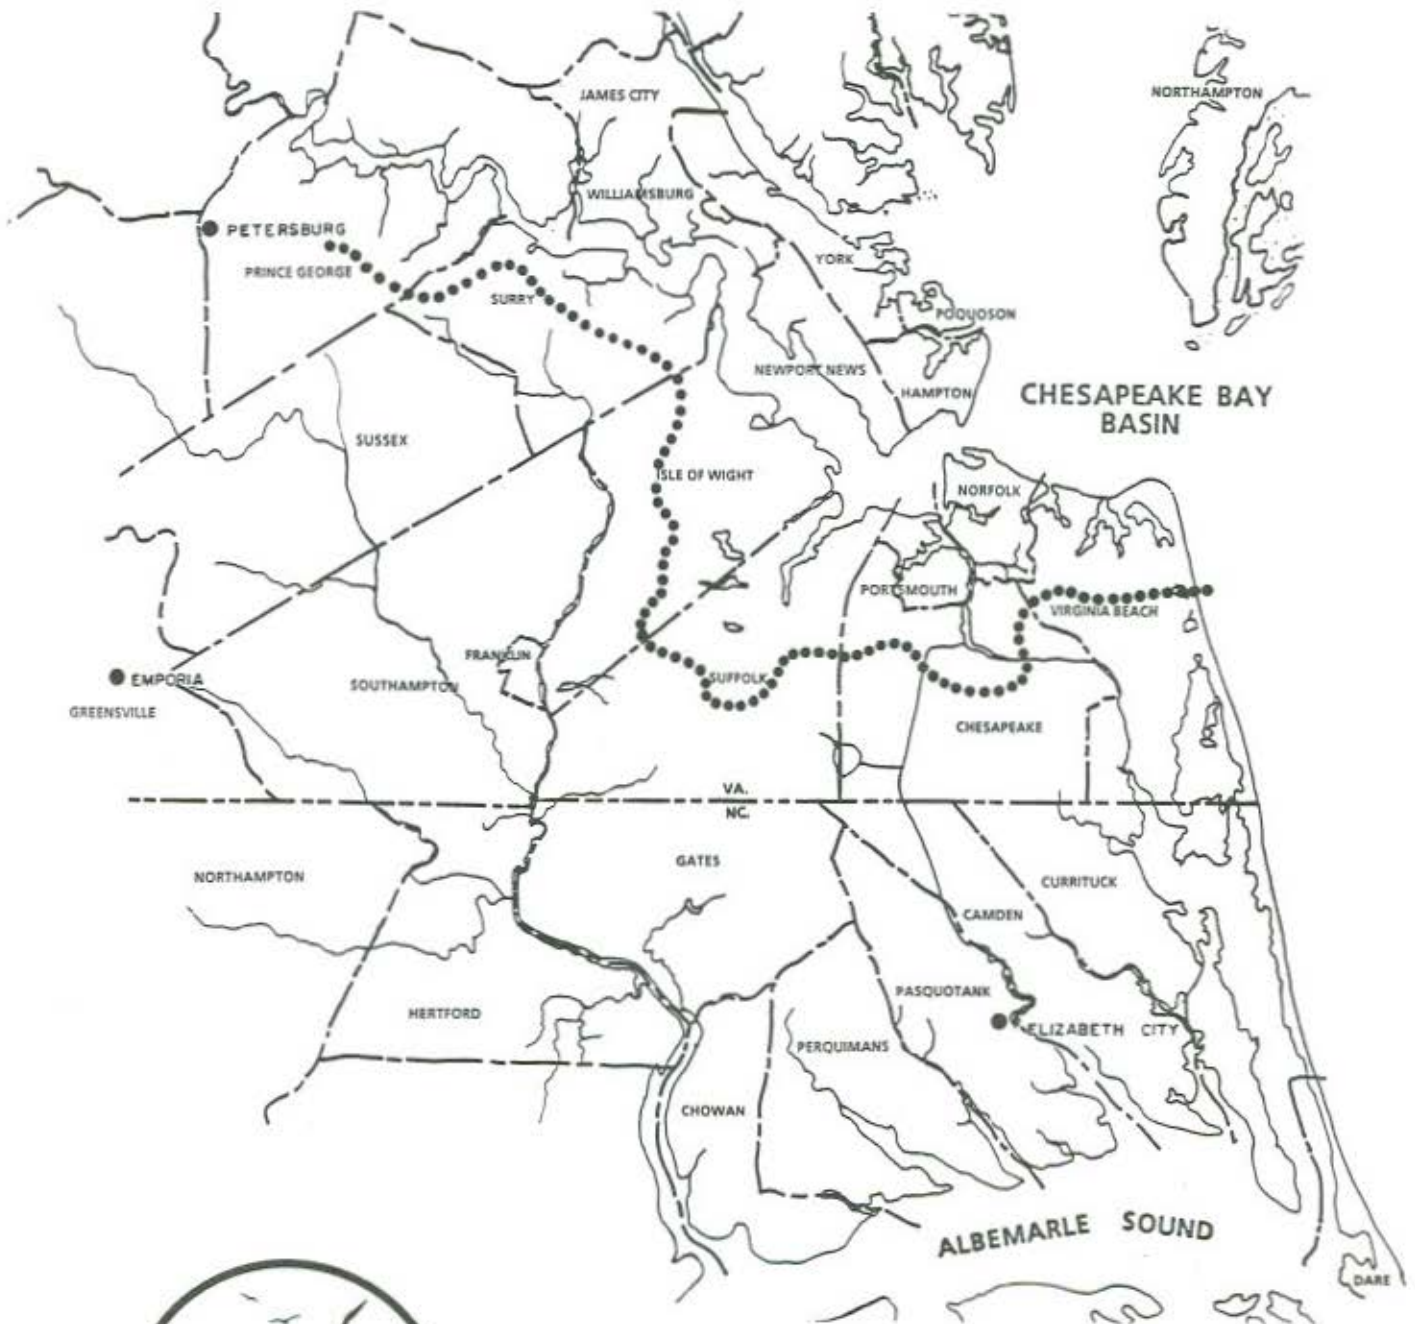 NORTHAMPTON
JAMES CITY
WILLIAMSBURG
PETERSBURG
YORK
PRINCE GEORGE
SURRY
POQUOSON
NEWPORT NEWS
HAMPTON
CHESAPEAKE BAY
BASIN
SUSSEX
ISLE OF WIGHT
NORFOLK
PORTSMOUTH
VIRGINIA BEACH
FRANKLIN
EMPORIA
SOUTHAMPTON
SUFFOLK
GREENSVILLE
CHESAPEAKE
VA.
NC.
GATES
NORTHAMPTON
CURRITUCK
CAMDEN
PASQUOTANK
HERTFORD
ELIZABETH CITY
PERQUIMANS
CHOWAN
ALBEMARLE SOUND
DARE